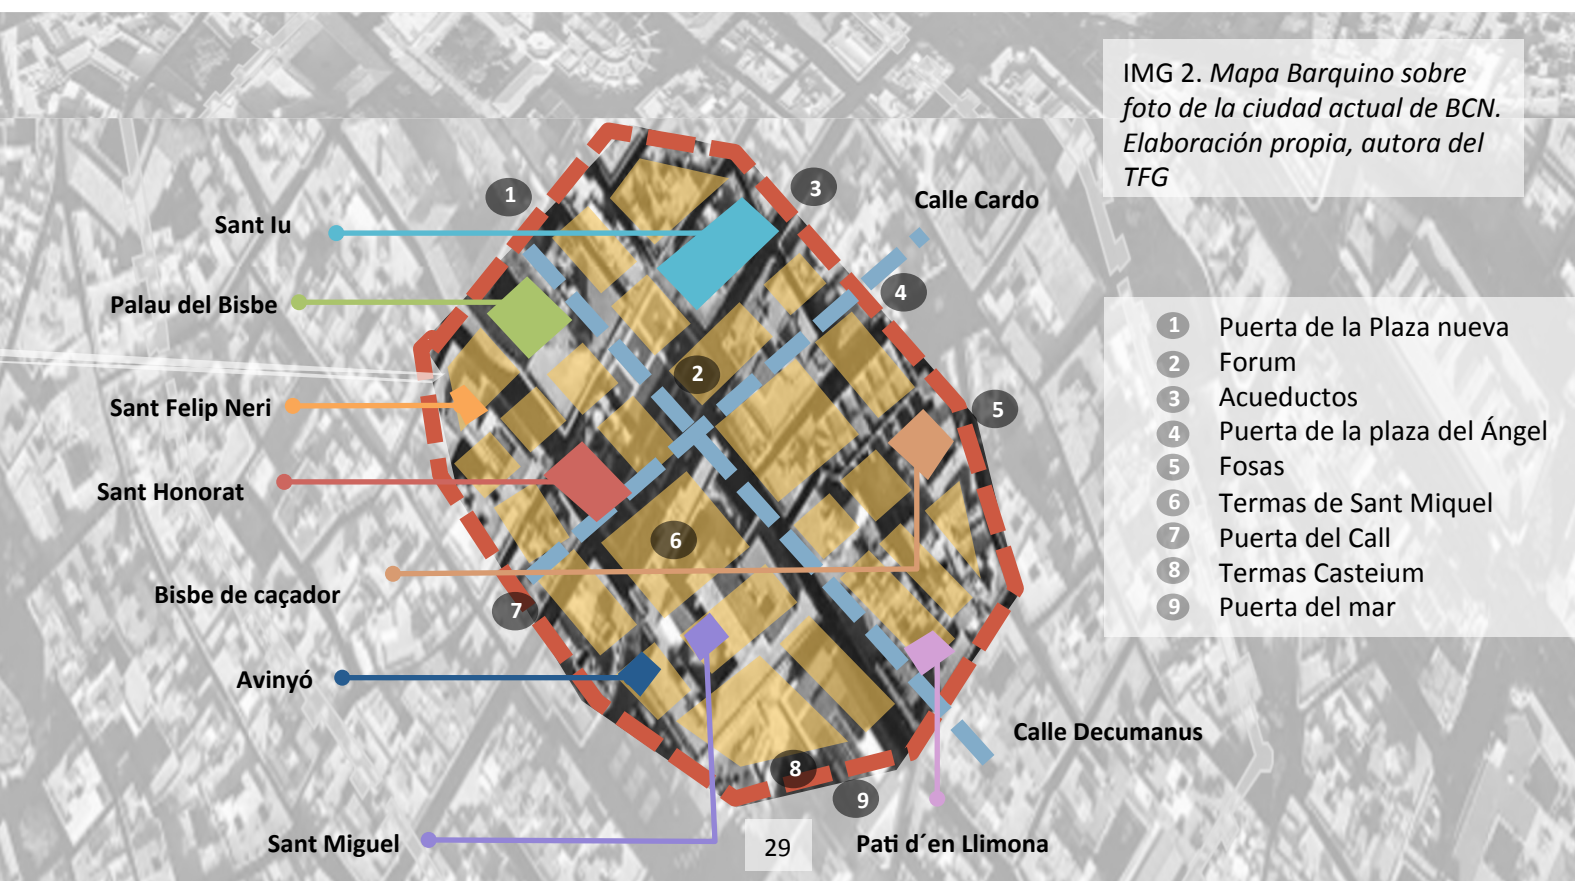 IMG 2. Mapa Barquino sobre
foto de la ciudad actual de BCN.
Elaboración propia, autora del
TFG
1
3
Calle Cardo
Sant Iu
4
Palau del Bisbe
2
Sant Felip Neri
5
Sant Honorat
6
Bisbe de caçador
7
Avinyó
Calle Decumanus
8
9
Sant Miguel
29
Pati d´en Llimona
1 Puerta de la Plaza nueva
2 Forum
3 Acueductos
4 Puerta de la plaza del Ángel
5 Fosas
6 Termas de Sant Miquel
7 Puerta del Call
8 Termas Casteium
9 Puerta del mar